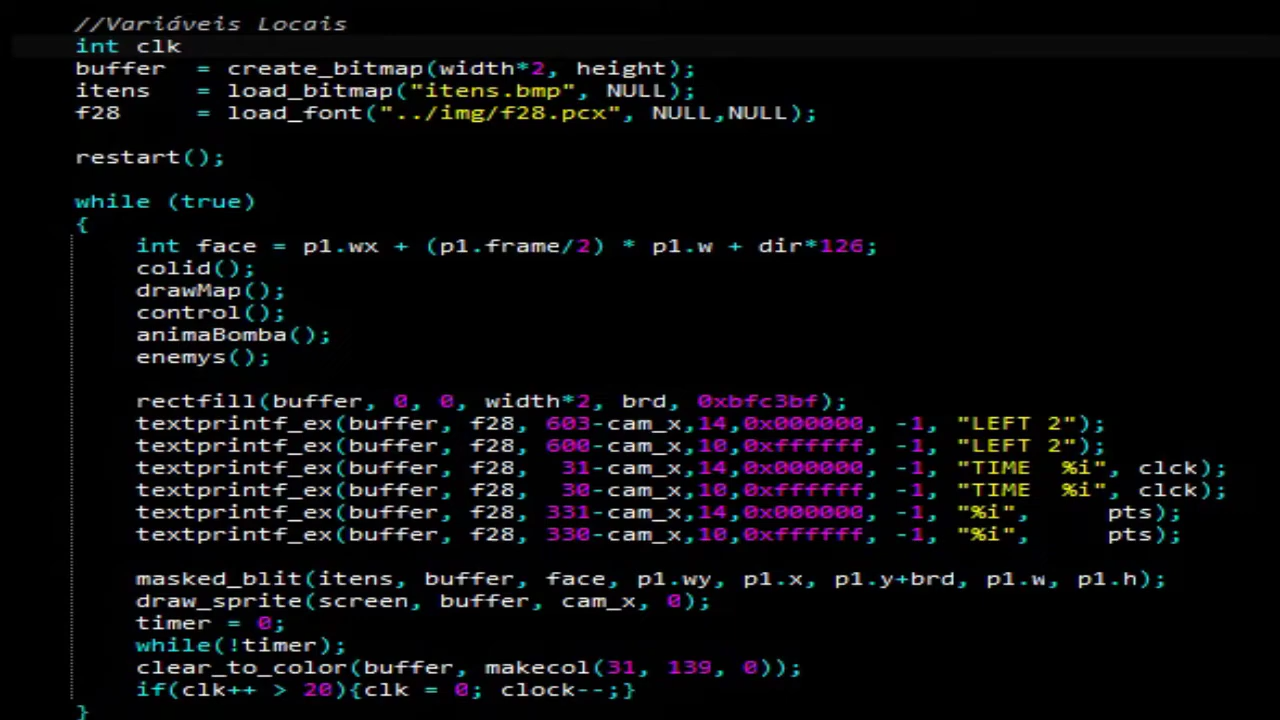 //Variáveis Locais
int clk
buffer  = create_bitmap(width*2, height);
itens   = load_bitmap("itens.bmp", NULL);
f28     = load_font("../img/f28.pcx", NULL,NULL);
restart();
while (true)
{
int face = p1.wx + (p1.frame/2) * p1.w + dir*126;
colid();
drawMap();
control();
animaBomba();
enemys();
rectfill(buffer, 0, 0, width*2, brd, 0xbfc3bf);
textprintf_ex(buffer, f28, 603-cam_x,14,0x000000, -1, "LEFT 2");
textprintf_ex(buffer, f28, 600-cam_x,10,0xffffff, -1, "LEFT 2");
textprintf_ex(buffer, f28,  31-cam_x,14,0x000000, -1, "TIME  %i", clck);
textprintf_ex(buffer, f28,  30-cam_x,10,0xffffff, -1, "TIME  %i", clck);
textprintf_ex(buffer, f28, 331-cam_x,14,0x000000, -1, "%i",     pts);
textprintf_ex(buffer, f28, 330-cam_x,10,0xffffff, -1, "%i",     pts);
masked_blit(itens, buffer, face, p1.wy, p1.x, p1.y+brd, p1.w, p1.h);
draw_sprite(screen, buffer, cam_x, 0);
timer = 0;
while(!timer);
clear_to_color(buffer, makecol(31, 139, 0));
if(clk++ > 20){clk = 0; clock--;}
}